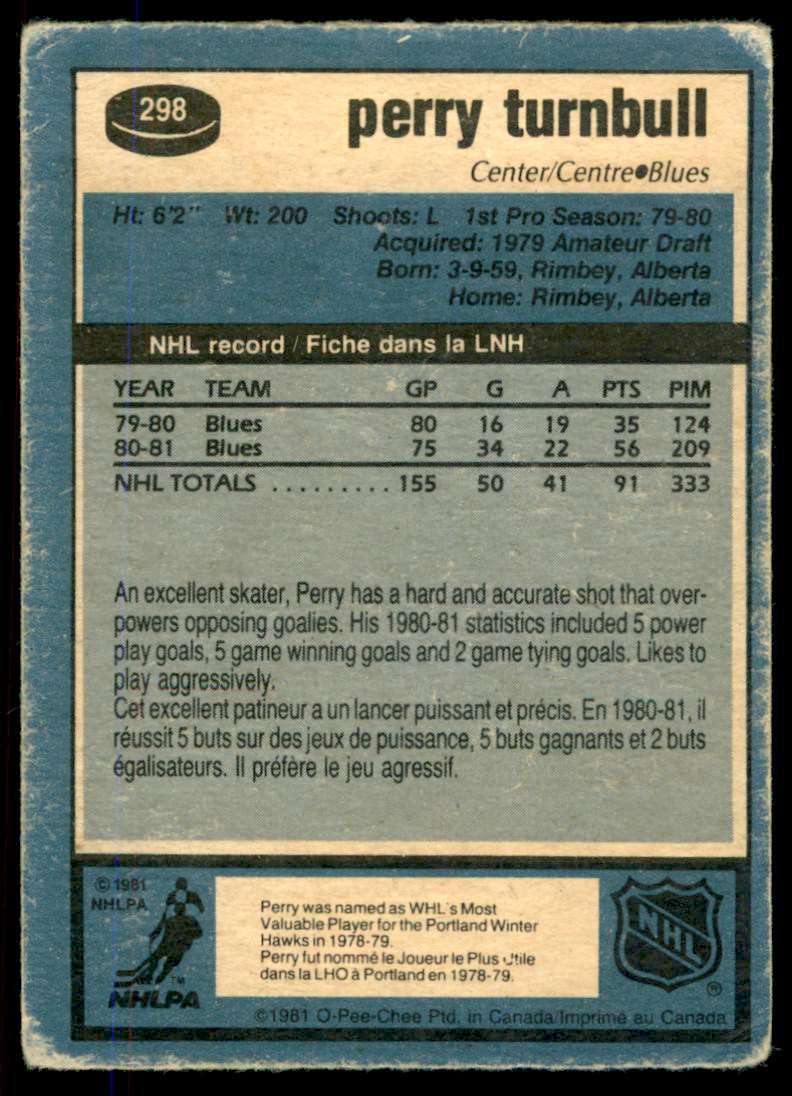 298
perry turnbull
Center/Centre●Blues
Ht: 6'2" Wt: 200 Shoots: L 1st Pro Season: 79-80
Acquired: 1979 Amateur Draft
Born: 3-9-59, Rimbey, Alberta
Home: Rimbey, Alberta
NHL record / Fiche dans la LNH
YEAR TEAM GP G A PTS PIM
79-80 Blues 80 16 19 35 124
80-81 Blues 75 34 22 56 209
NHL TOTALS .......... 155 50 41 91 333
An excellent skater, Perry has a hard and accurate shot that over-
powers opposing goalies. His 1980-81 statistics included 5 power
play goals, 5 game winning goals and 2 game tying goals. Likes to
play aggressively.
Cet excellent patineur a un lancer puissant et précis. En 1980-81, il
réussit 5 buts sur des jeux de puissance, 5 buts gagnants et 2 buts
égalisateurs. Il préfère le jeu agressif.
© 1981
NHLPA
TM
NHLPA
Perry was named as WHL's Most
Valuable Player for the Portland Winter
Hawks in 1978-79.
Perry fut nommé le Joueur le Plus Utile
dans la LHO à Portland en 1978-79.
NHL
®
©1981 O-Pee-Chee Ptd. in Canada/Imprimé au Canada